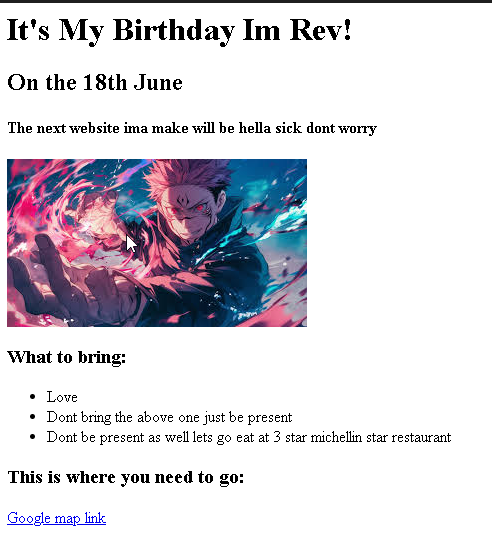 It's My Birthday Im Rev!
On the 18th June
The next website ima make will be hella sick dont worry
What to bring:
Love
Dont bring the above one just be present
Dont be present as well lets go eat at 3 star michellin star restaurant
This is where you need to go:
Google map link